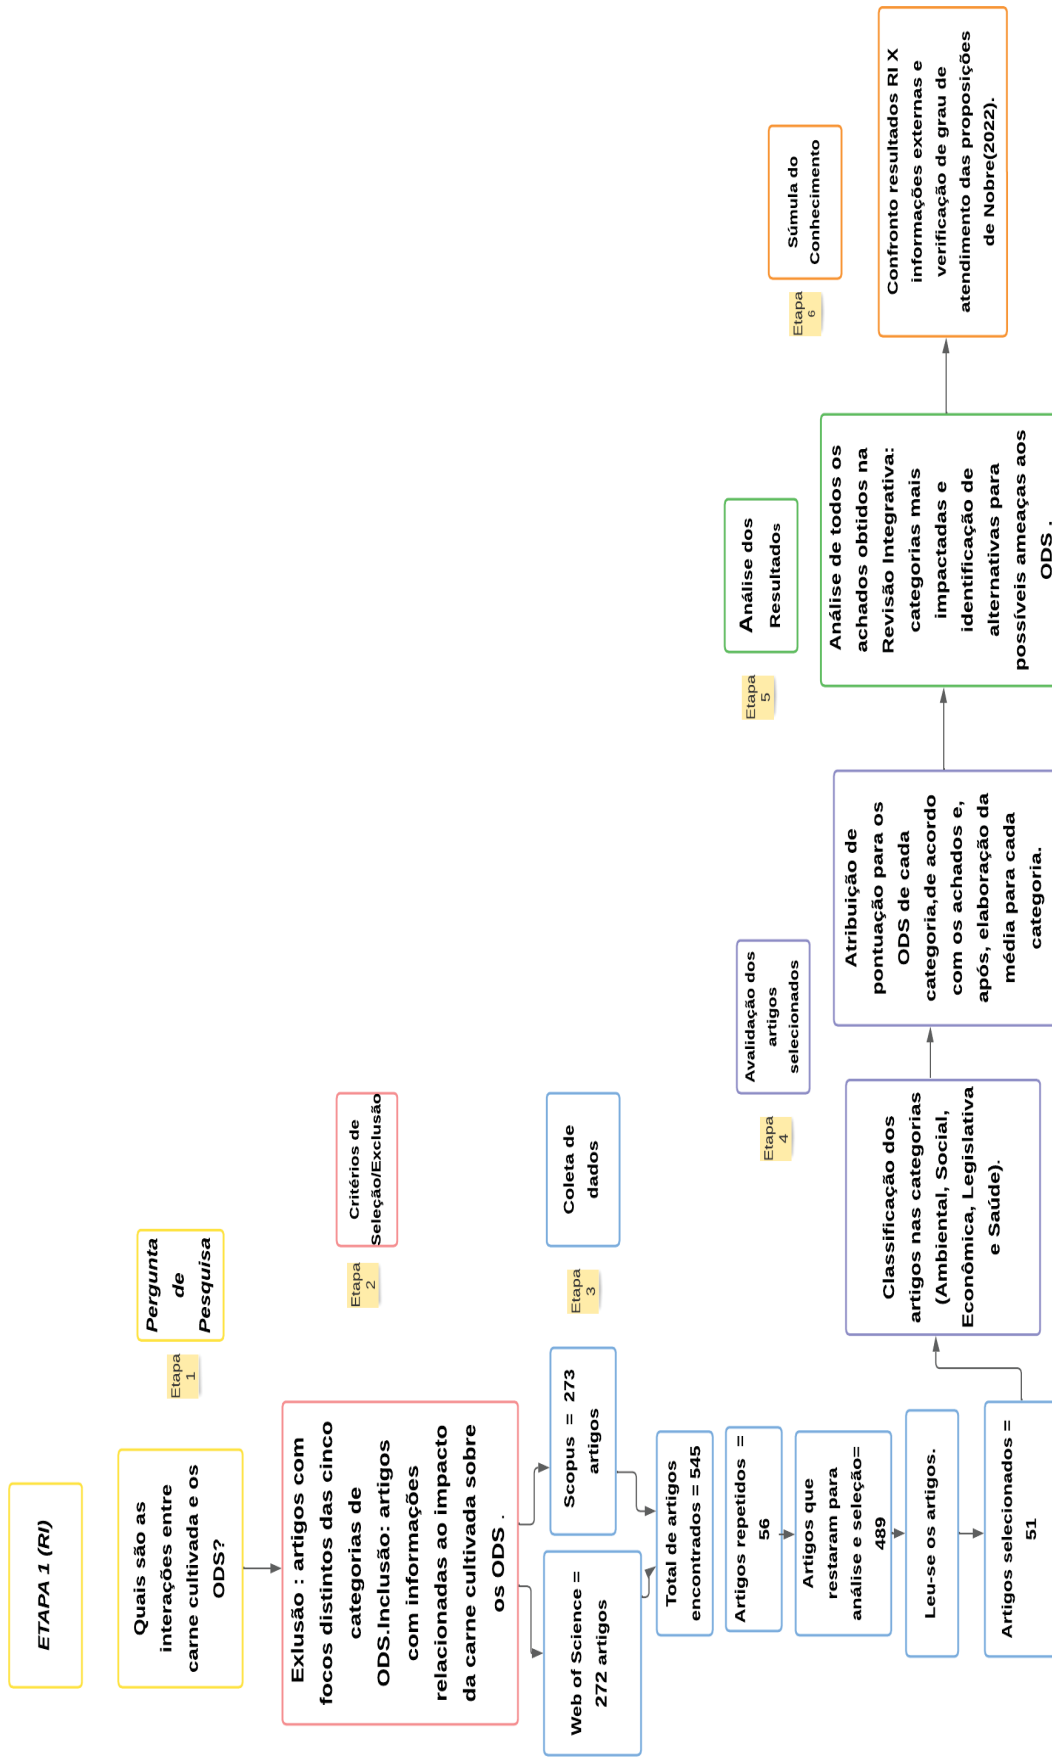 ETAPA 1 (RI)
Quais são as
interações entre
carne cultivada e os
ODS?
Etapa
1
Pergunta
de
Pesquisa
Exlusão : artigos com
focos distintos das cinco
categorias de
ODS.Inclusão: artigos
com informações
relacionadas ao impacto
da carne cultivada sobre
os ODS .
Etapa
2
Critérios de
Seleção/Exclusão
Web of Science =
272 artigos
Scopus = 273
artigos
Etapa
3
Coleta de
dados
Total de artigos
encontrados = 545
Artigos repetidos =
56
Artigos que
restaram para
análise e seleção=
489
Leu-se os artigos.
Artigos selecionados =
51
Etapa
4
Avalidação dos
artigos
selecionados
Classificação dos
artigos nas categorias
(Ambiental, Social,
Econômica, Legislativa
e Saúde).
Atribuição de
pontuação para os
ODS de cada
categoria,de acordo
com os achados e,
após, elaboração da
média para cada
categoria.
Etapa
5
Análise dos
Resultados
Análise de todos os
achados obtidos na
Revisão Integrativa:
categorias mais
impactadas e
identificação de
alternativas para
possíveis ameaças aos
ODS .
Etapa
6
Súmula do
Conhecimento
Confronto resultados RI X
informações externas e
verificação de grau de
atendimento das proposições
de Nobre(2022).